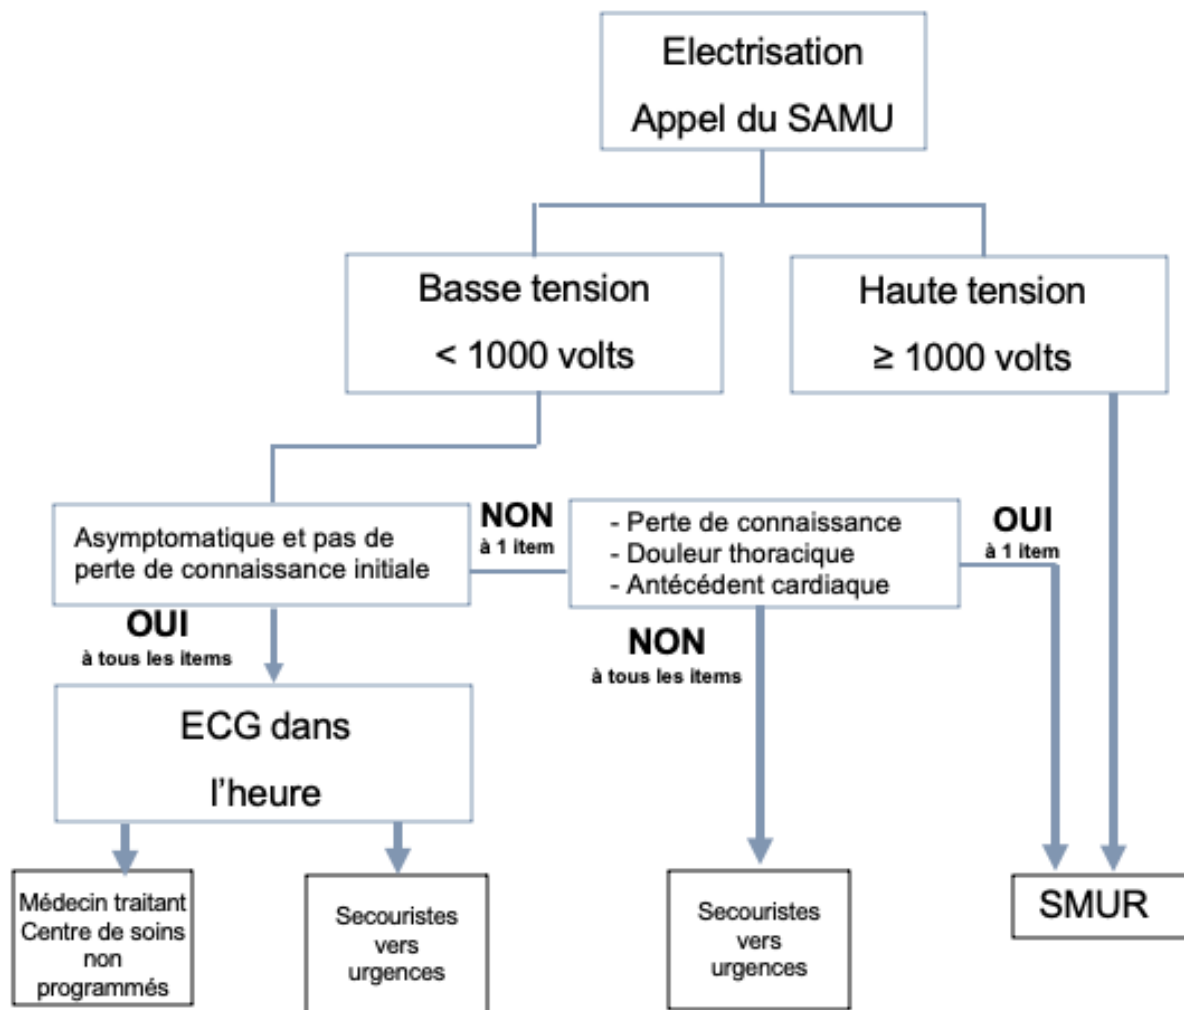 Electrisation
Appel du SAMU
Basse tension
< 1000 volts
Haute tension
≥ 1000 volts
Asymptomatique et pas de
perte de connaissance initiale
NON
à 1 item
- Perte de connaissance
- Douleur thoracique
- Antécédent cardiaque
OUI
à 1 item
OUI
à tous les items
NON
à tous les items
ECG dans
l'heure
Médecin traitant
Centre de soins
non
programmés
Secouristes
vers
urgences
Secouristes
vers
urgences
SMUR